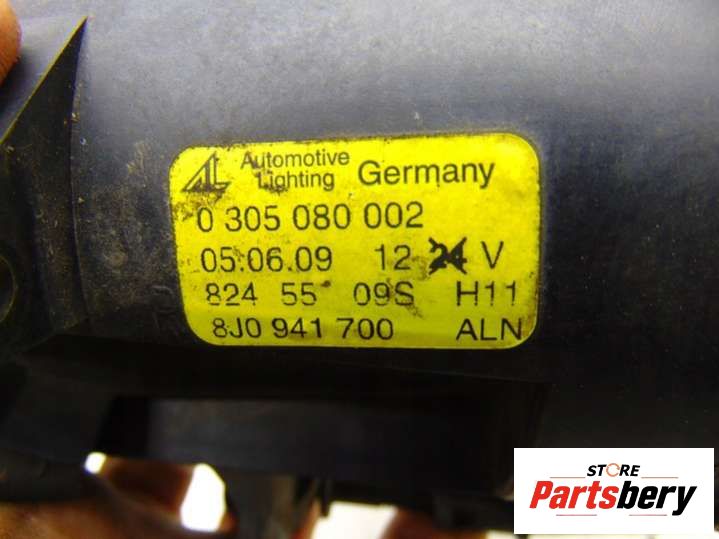 AL Automotive Lighting Germany
0 305 080 002
05.06.09 12 24 V
824 55 09S H11
8J0 941 700 ALN
STORE
Partsbery